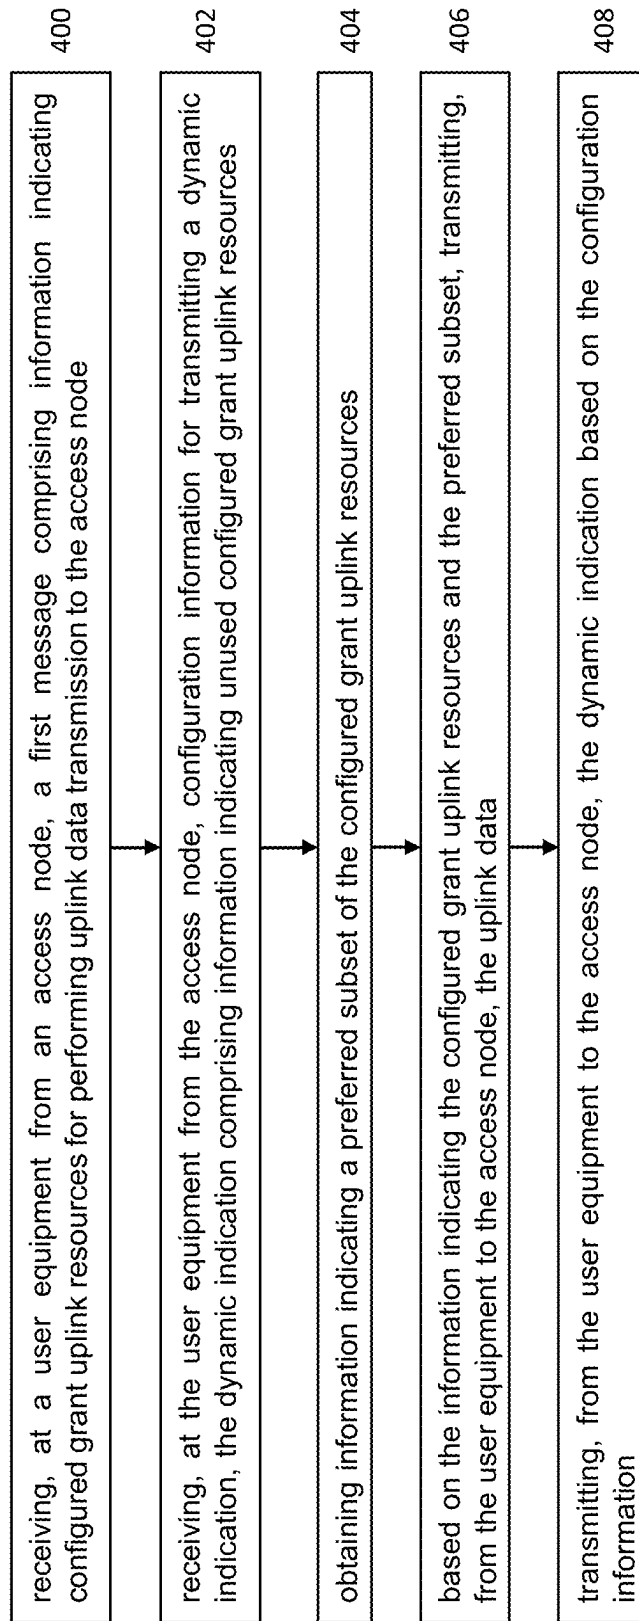 receiving, at a user equipment from an access node, a first message comprising information indicating
configured grant uplink resources for performing uplink data transmission to the access node
400
receiving, at the user equipment from the access node, configuration information for transmitting a dynamic
indication, the dynamic indication comprising information indicating unused configured grant uplink resources
402
obtaining information indicating a preferred subset of the configured grant uplink resources
404
based on the information indicating the configured grant uplink resources and the preferred subset, transmitting,
from the user equipment to the access node, the uplink data
406
transmitting, from the user equipment to the access node, the dynamic indication based on the configuration
information
408